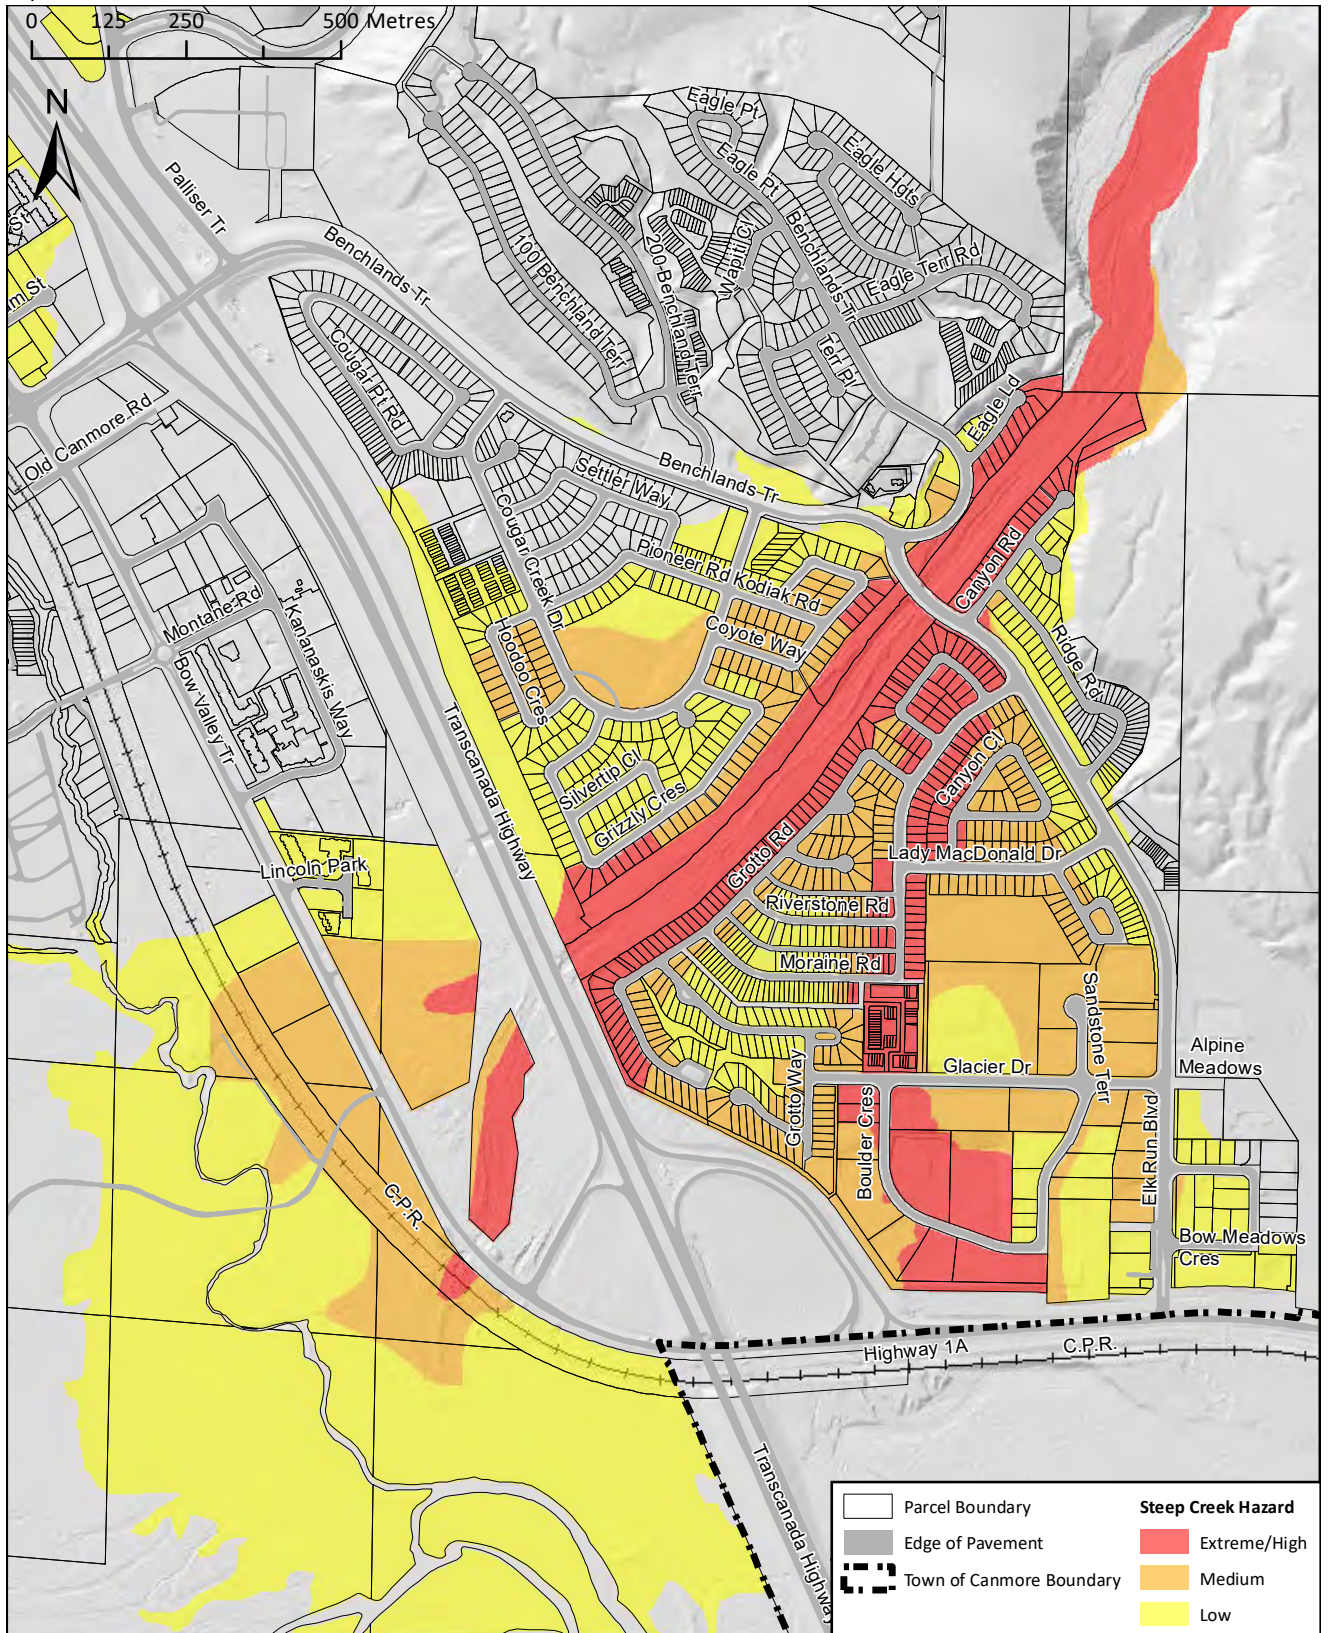 0 125 250 500 Metres
N
St
Palliser Tr
Benchlands Tr
Eagle Pt
Eagle Pt
Eagle Hgts
Benchlands Tr
Wapiti Cl
Eagle Terr Rd
100 Benchland Terr
200 Benchland Terr
Terr Pl
Cougar Pt Rd
Eagle Ld
Old Canmore Rd
Benchlands Tr
Settler Way
Cougar Creek Dr
Pioneer Rd
Kodiak Rd
Canyon Rd
Coyote Way
Montane Rd
Kananaskis Way
Hodoo Cres
Ridge Rd
Bow Valley Tr
Transcanada Highway
Silvertip Cl
Grizzly Cres
Canyon Cl
Lincoln Park
Grotto Rd
Lady MacDonald Dr
Riverstone Rd
Moraine Rd
Sandstone Terr
Alpine
Meadows
Glacier Dr
Grotto Way
Boulder Cres
Elk Run Blvd
C.P.R.
Bow Meadows
Cres
Highway 1A
C.P.R.
Transcanada Highway
Parcel Boundary
Edge of Pavement
Town of Canmore Boundary
Steep Creek Hazard
Extreme/High
Medium
Low